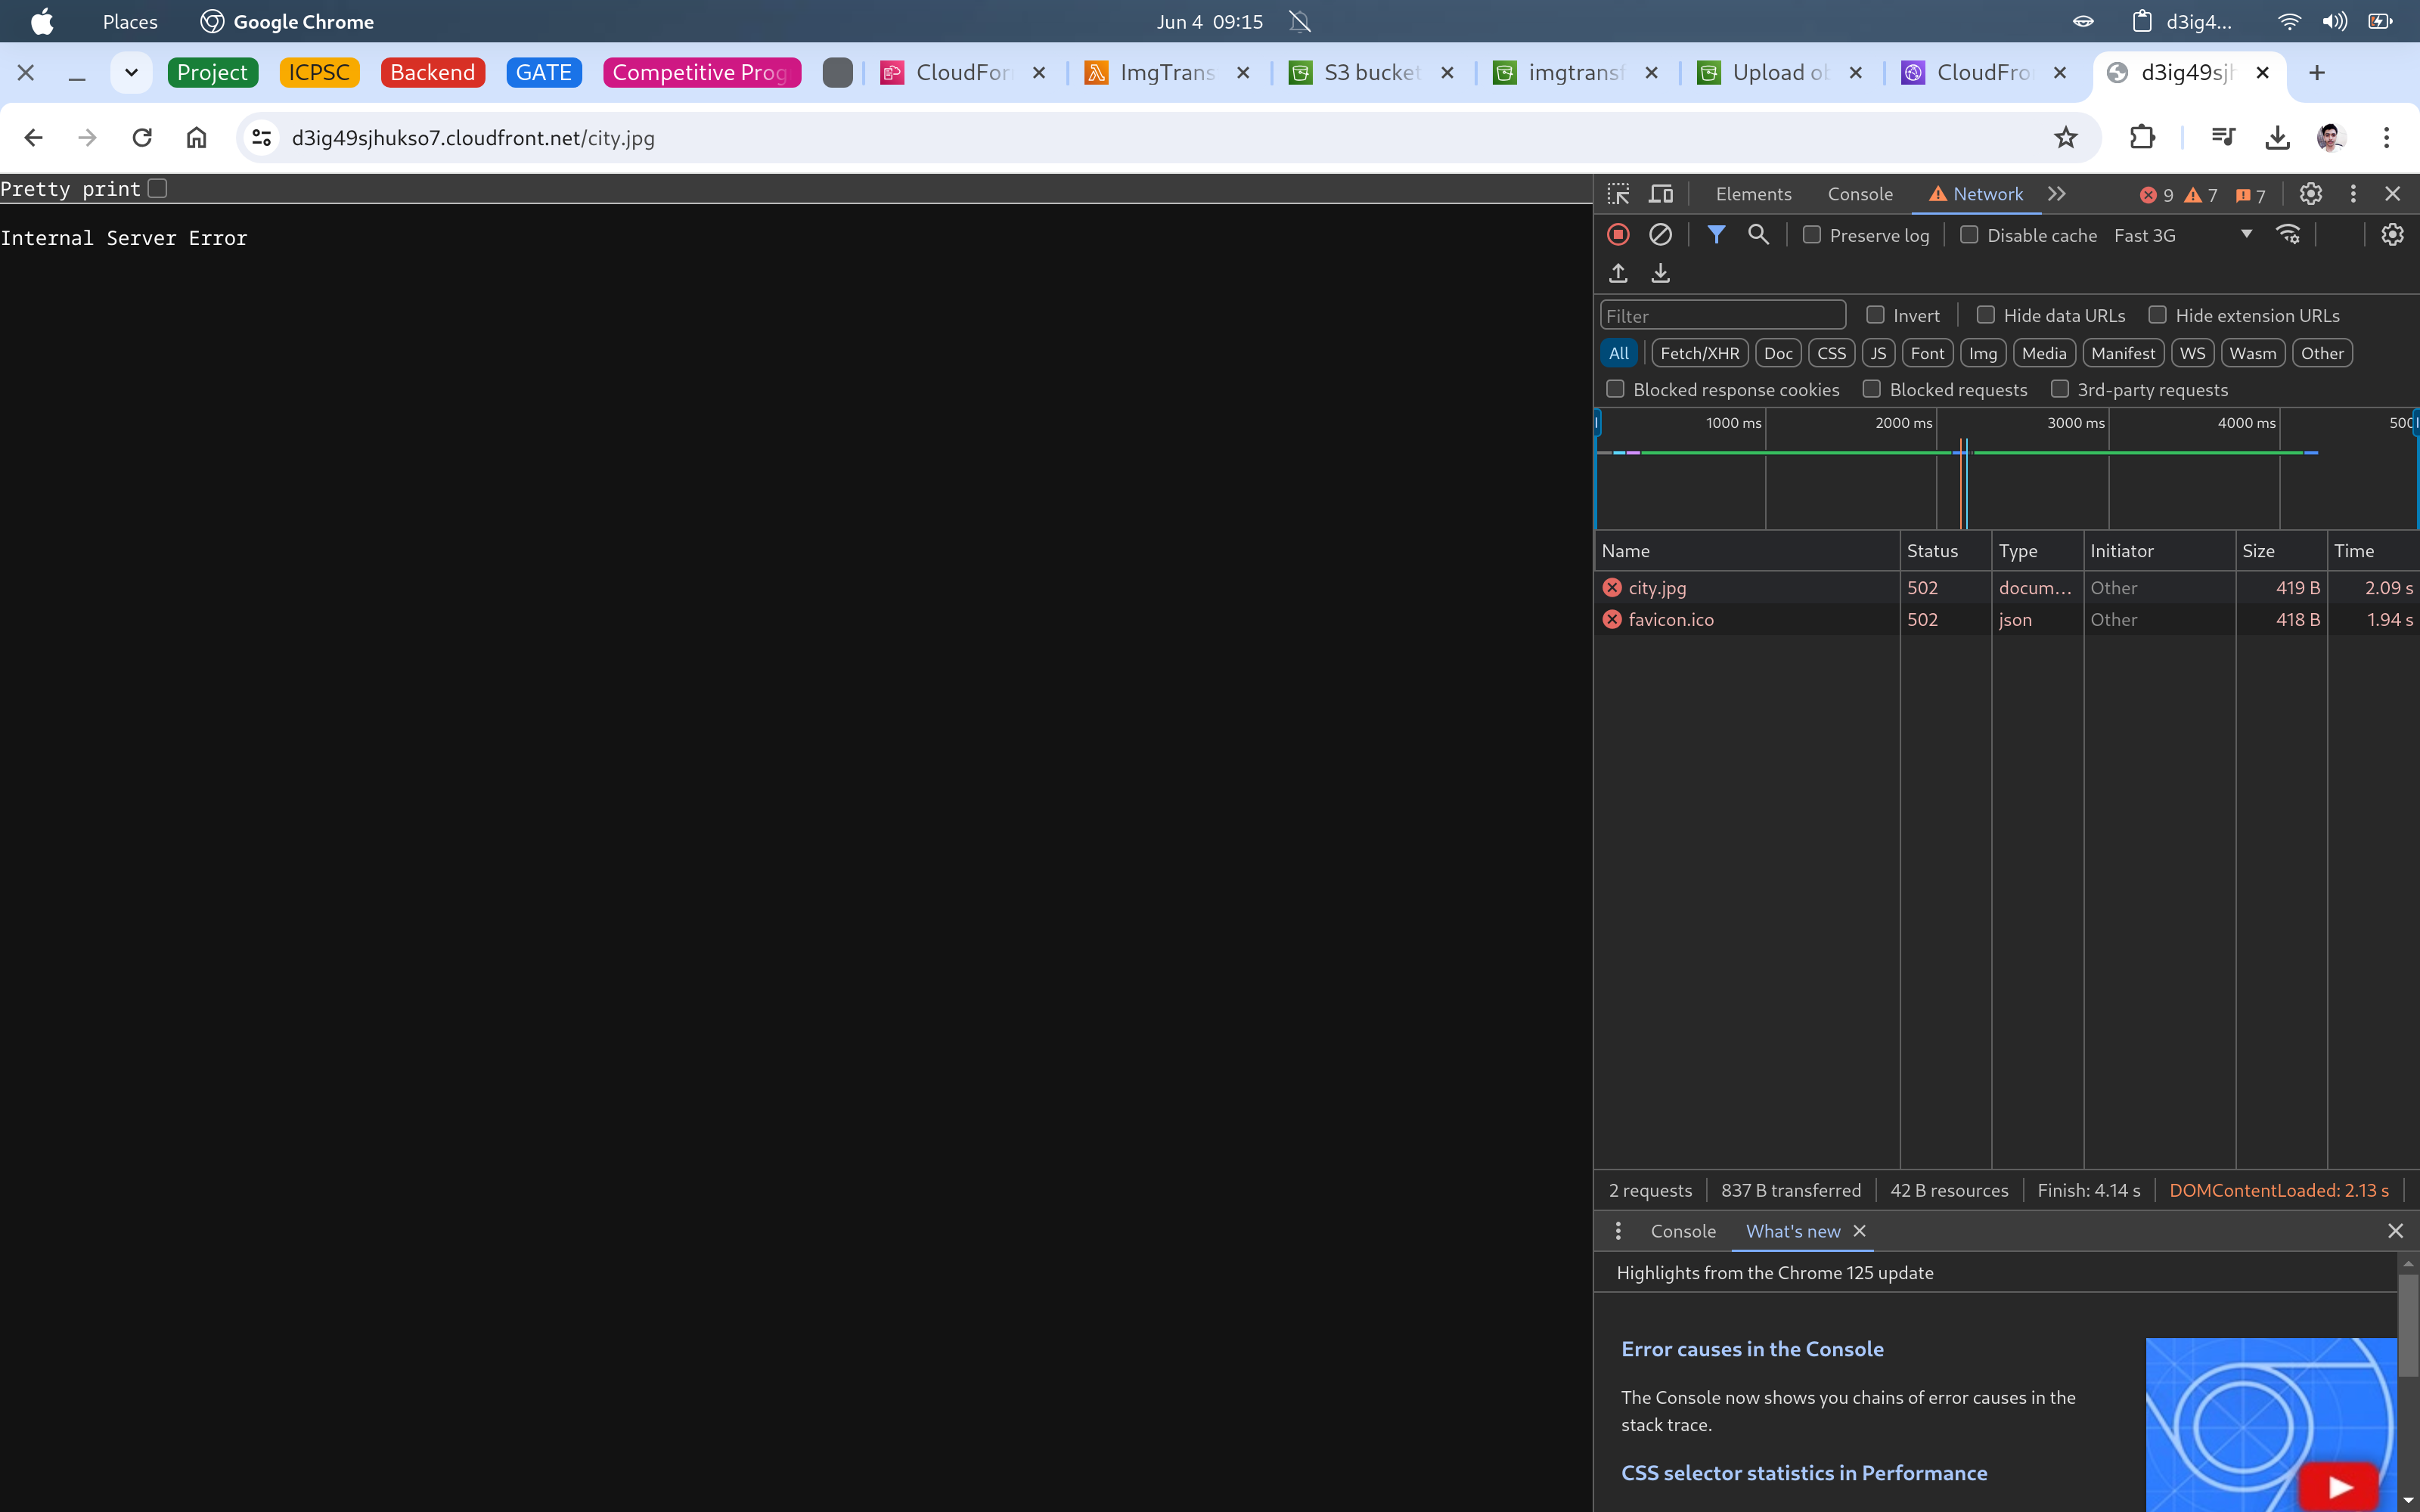 Places
Google Chrome
Jun 4 09:15
d3ig4...
Project
ICPSC
Backend
GATE
Competitive Prog
CloudFor
ImgTrans
S3 bucket
imgtransf
Upload ob
CloudFro
d3ig49sjh
d3ig49sjhukso7.cloudfront.net/city.jpg
Pretty print
Internal Server Error
Elements
Console
Network
9
7
7
Preserve log
Disable cache
Fast 3G
Filter
Invert
Hide data URLs
Hide extension URLs
All
Fetch/XHR
Doc
CSS
JS
Font
Img
Media
Manifest
WS
Wasm
Other
Blocked response cookies
Blocked requests
3rd-party requests
1000 ms
2000 ms
3000 ms
4000 ms
500
Name Status Type Initiator Size Time
city.jpg 502 docum... Other 419 B 2.09 s
favicon.ico 502 json Other 418 B 1.94 s
2 requests 837 B transferred 42 B resources Finish: 4.14 s DOMContentLoaded: 2.13 s
Console
What's new
Highlights from the Chrome 125 update
Error causes in the Console
The Console now shows you chains of error causes in the
stack trace.
CSS selector statistics in Performance